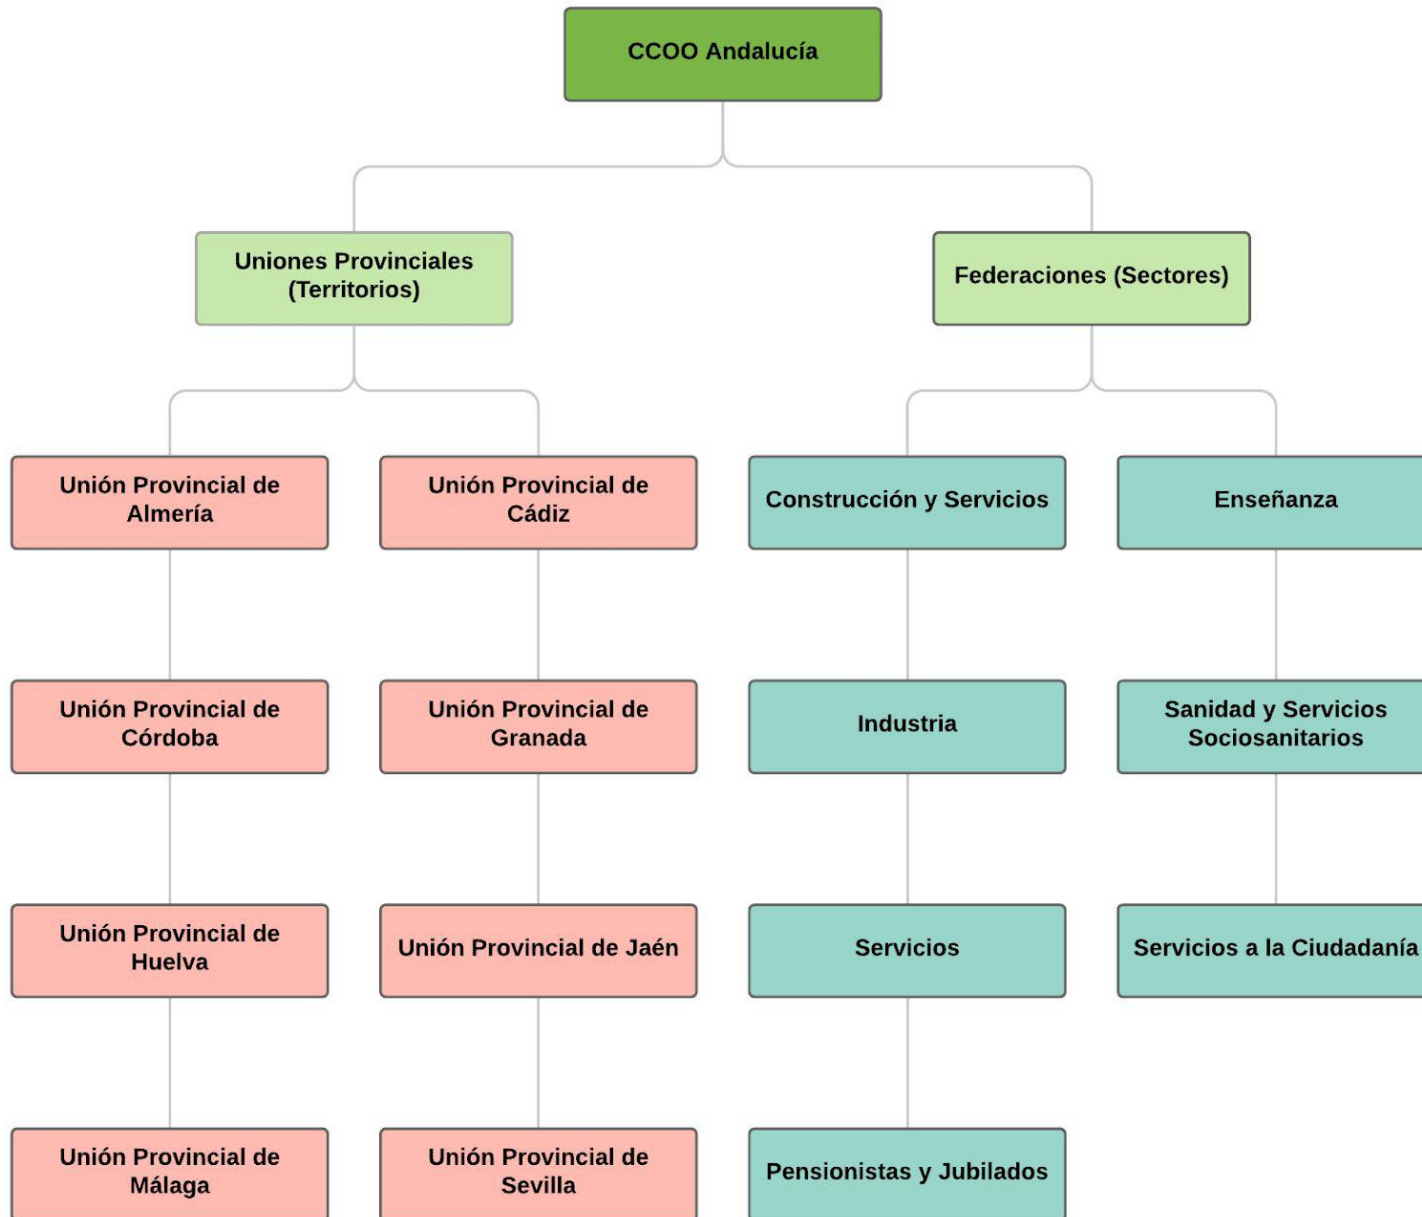 CCOO Andalucía
Uniones Provinciales
(Territorios)
Federaciones (Sectores)
Unión Provincial de
Almería
Unión Provincial de
Cádiz
Construcción y Servicios
Enseñanza
Unión Provincial de
Córdoba
Unión Provincial de
Granada
Industria
Sanidad y Servicios
Sociosanitarios
Unión Provincial de
Huelva
Unión Provincial de Jaén
Servicios
Servicios a la Ciudadanía
Unión Provincial de
Málaga
Unión Provincial de
Sevilla
Pensionistas y Jubilados